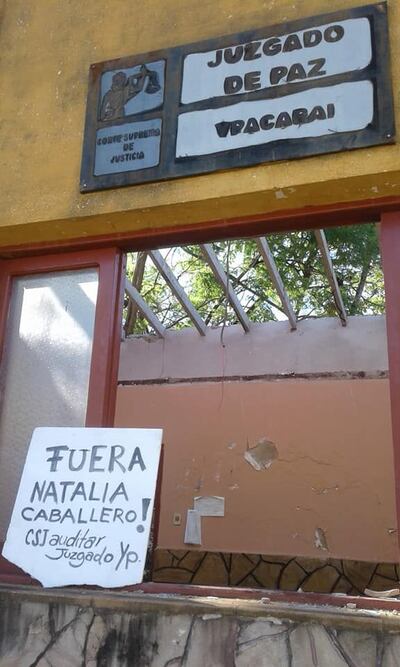 JUZGADO
DE PAZ
YPACARAI
CORTE SUPREMA
DE
JUSTICIA
FUERA
NATALIA
CABALLERO!
CSJ auditar
Juzgado Yp.